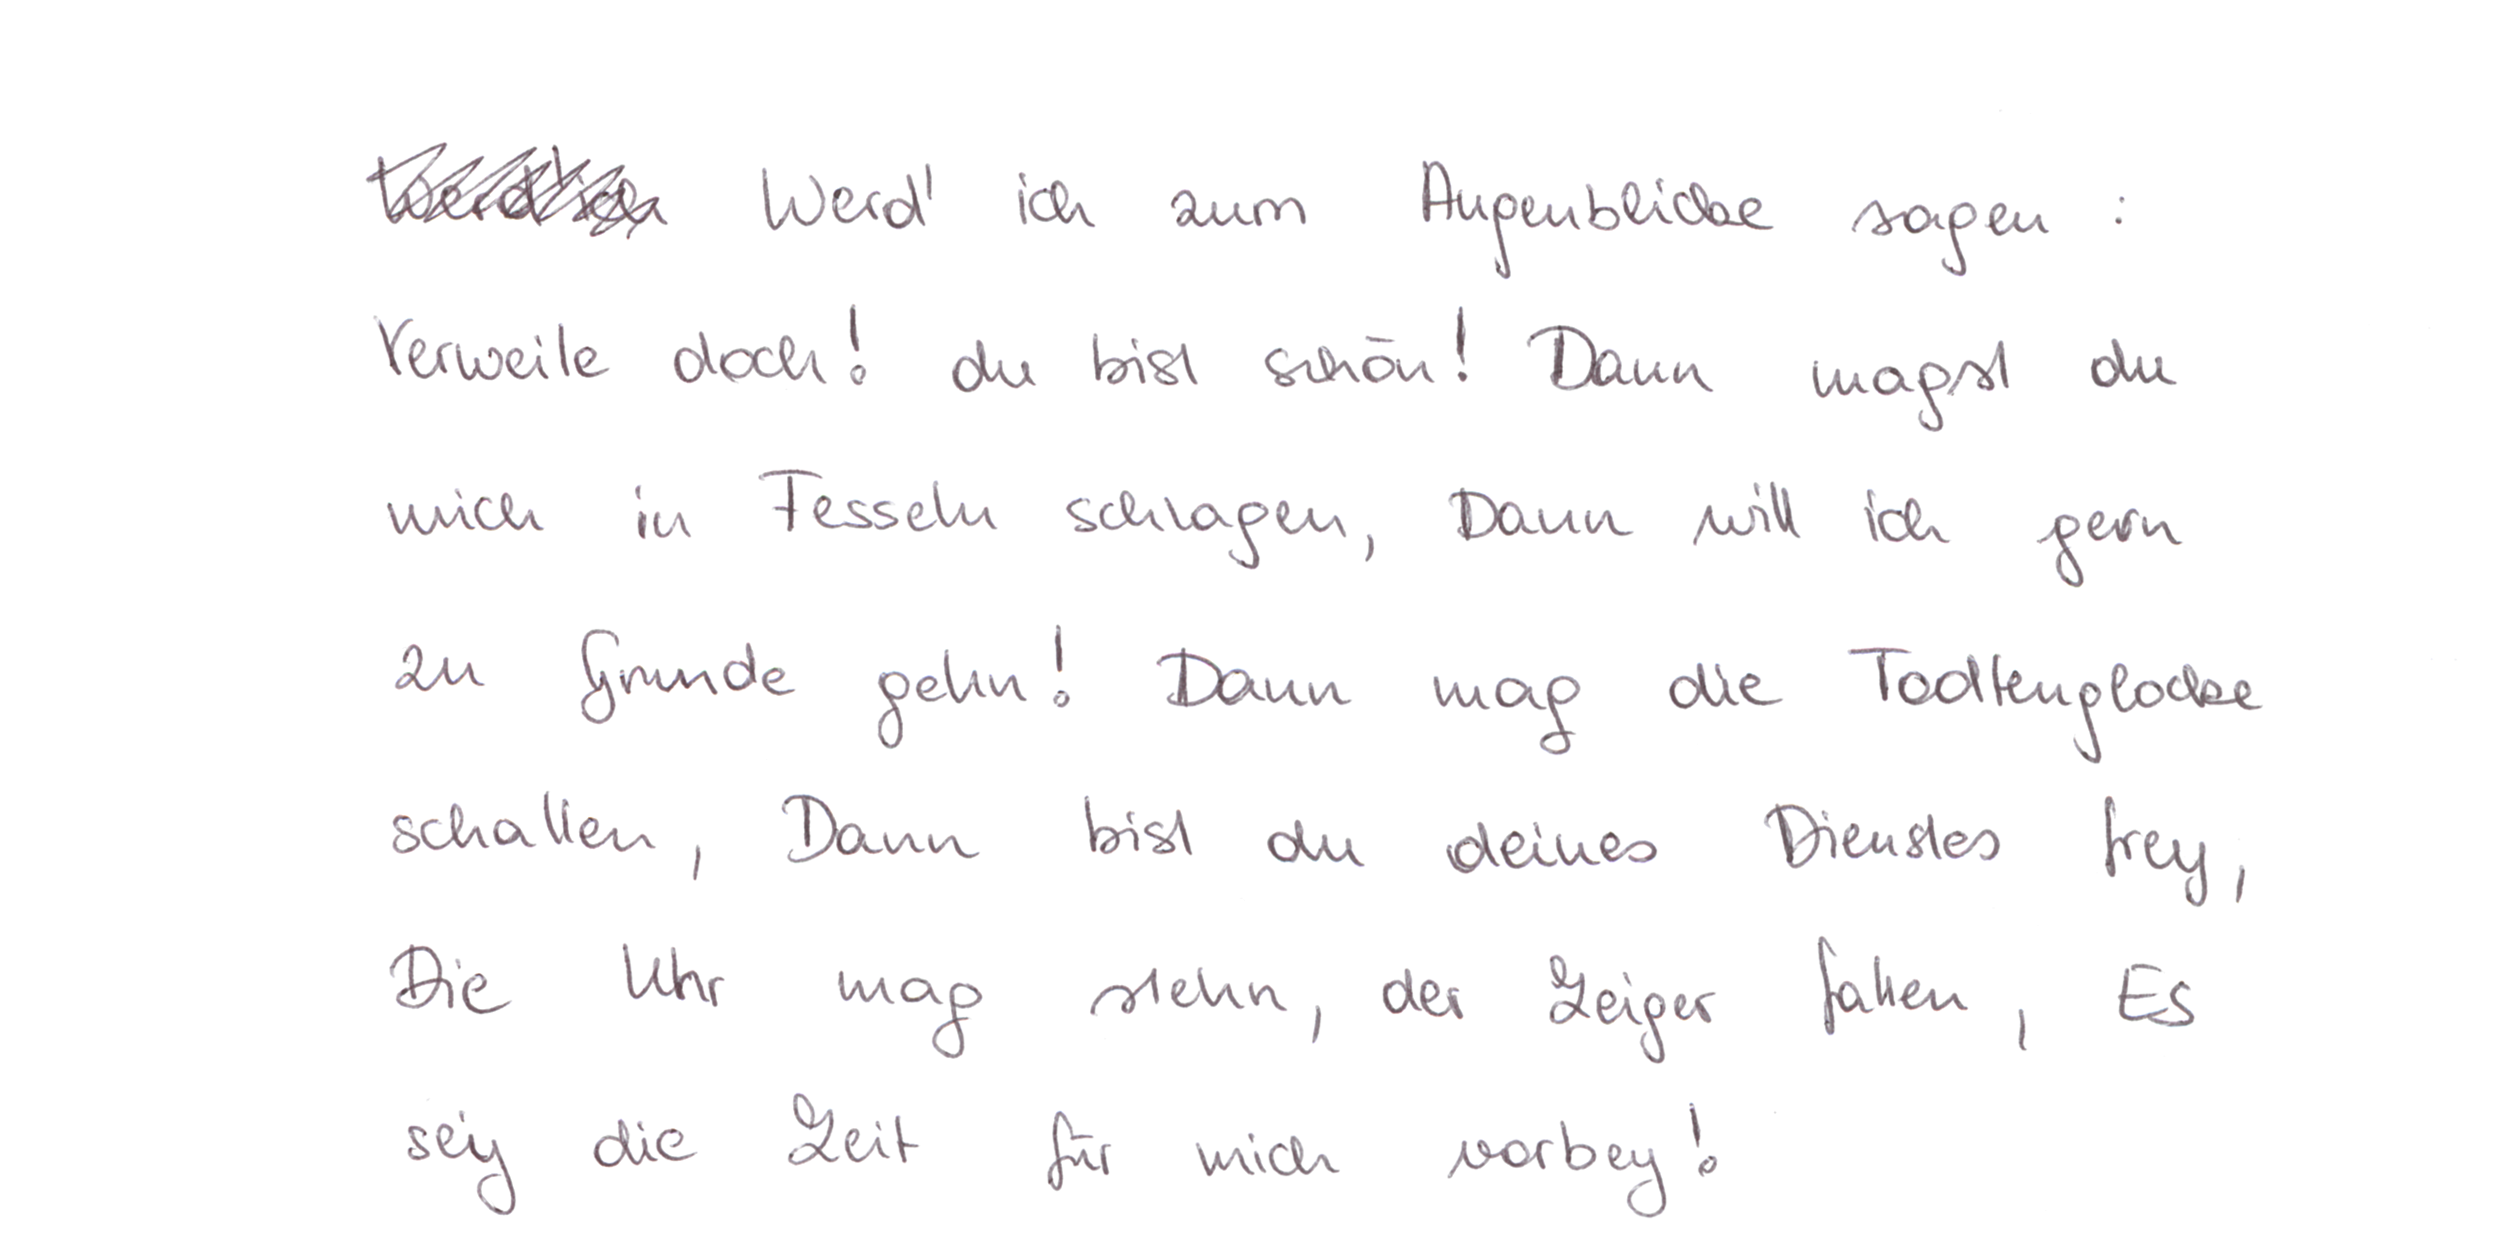 Werd' ich zum Augenblicke sagen :
Verweile doch! du bist schön! Dann magst du
mich in Fesseln schlagen, Dann will ich gern
zu Grunde gehn! Dann mag die Todtenglocke
schallen, Dann bist du deines Dienstes frey,
Die Uhr mag stehn, der Zeiger fallen, Es
seiy die Zeit für mich vorbey!